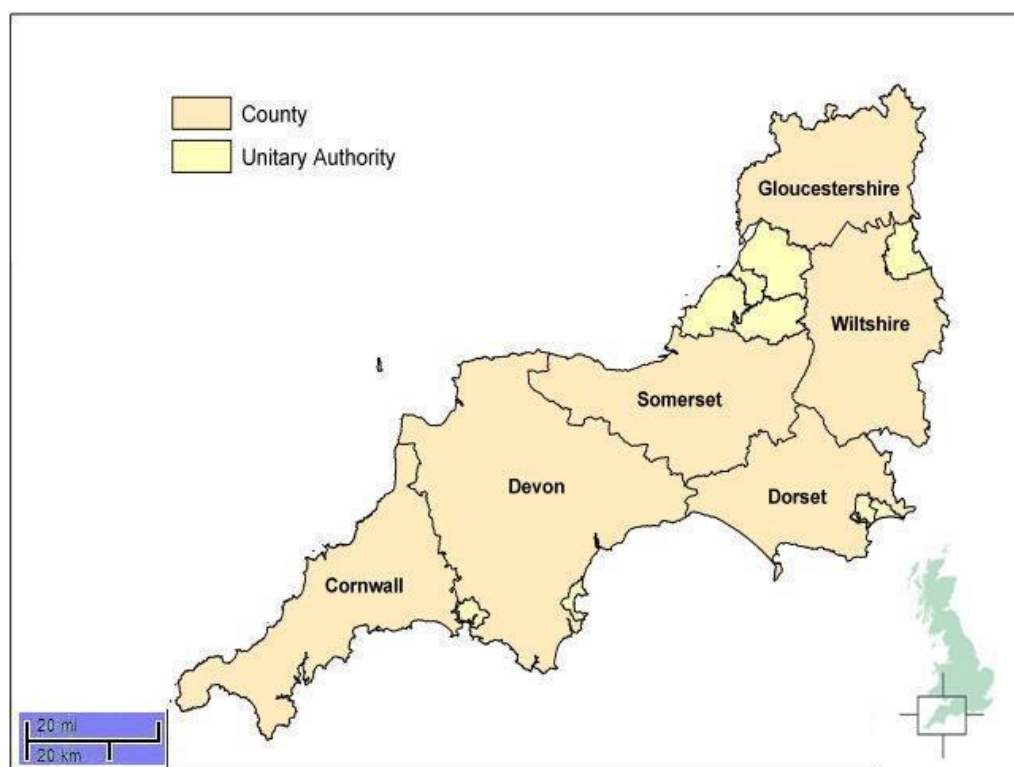 County
Unitary Authority
Gloucestershire
Wiltshire
Somerset
Devon
Dorset
Cornwall
20 mi
20 km